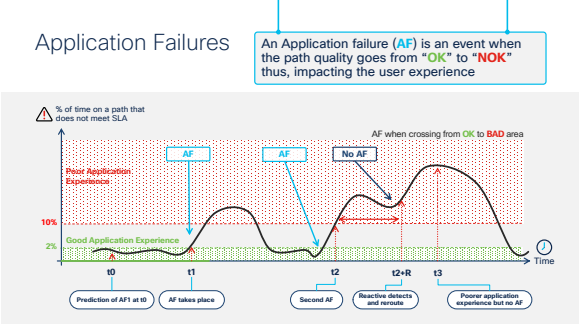 Application Failures
An Application failure (AF) is an event when
the path quality goes from “OK” to “NOK”
thus, impacting the user experience
% of time on a path that
does not meet SLA
AF when crossing from OK to BAD area
AF
AF
No AF
Poor Application
Experience
10%
Good Application Experience
2%
Time
t0
t1
t2
t2+R
t3
Prediction of AF1 at t0
AF takes place
Second AF
Reactive detects
and reroute
Poorer application
experience but no AF